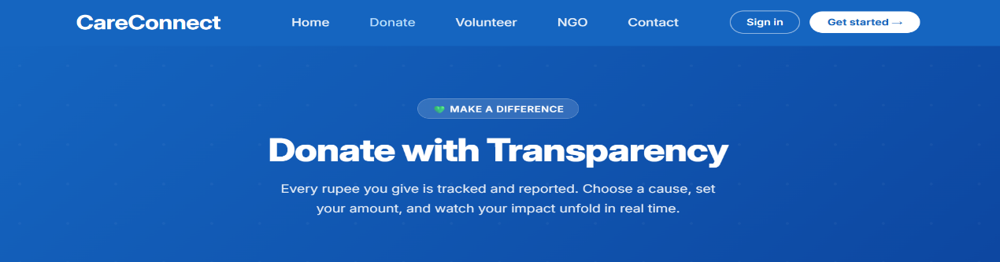 CareConnect Home Donate Volunteer NGO Contact Sign in Get started →
💚 MAKE A DIFFERENCE
Donate with Transparency
Every rupee you give is tracked and reported. Choose a cause, set
your amount, and watch your impact unfold in real time.